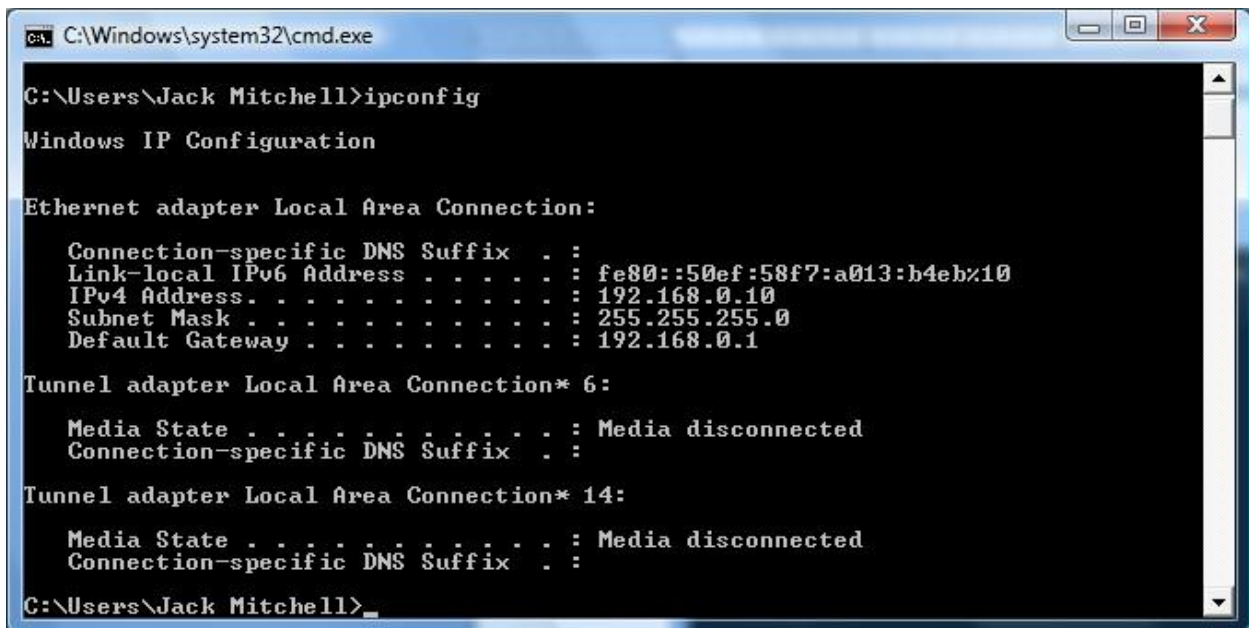 C:\Windows\system32\cmd.exe
C:\Users\Jack Mitchell>ipconfig
Windows IP Configuration
Ethernet adapter Local Area Connection:
Connection-specific DNS Suffix . :
Link-local IPv6 Address . . . . . : fe80::50ef:58f7:a013:b4eb%10
IPv4 Address. . . . . . . . . . . : 192.168.0.10
Subnet Mask . . . . . . . . . . . : 255.255.255.0
Default Gateway . . . . . . . . . : 192.168.0.1
Tunnel adapter Local Area Connection* 6:
Media State . . . . . . . . . . . : Media disconnected
Connection-specific DNS Suffix . :
Tunnel adapter Local Area Connection* 14:
Media State . . . . . . . . . . . : Media disconnected
Connection-specific DNS Suffix . :
C:\Users\Jack Mitchell>_